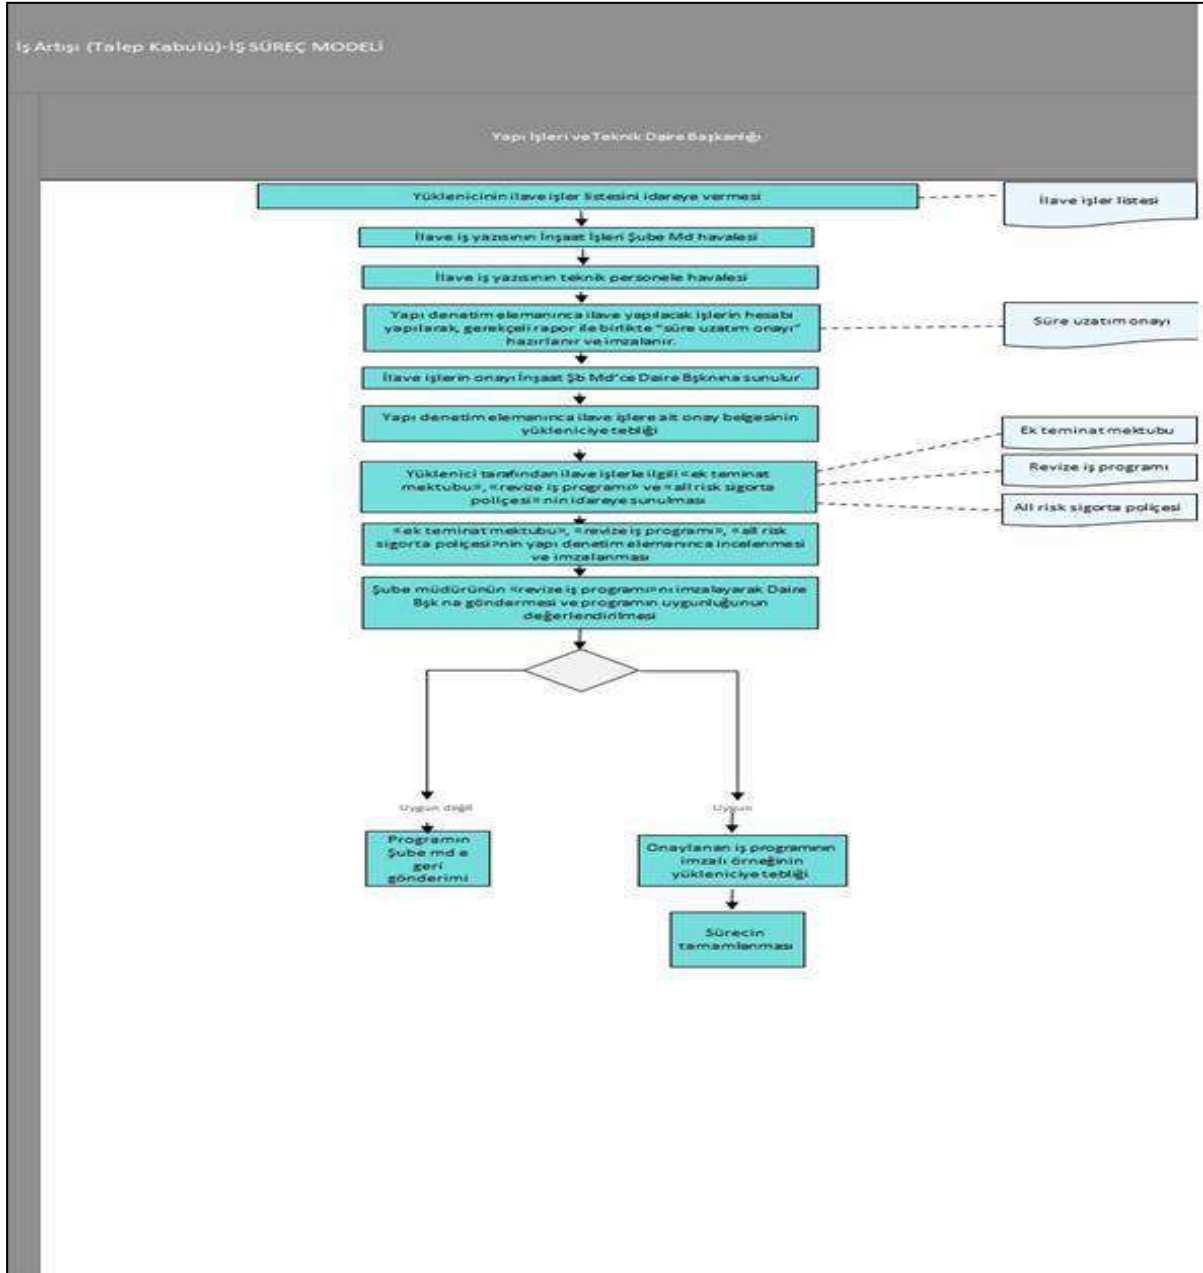 İş Artışı (Talep Kabulü)-İŞ SÜREÇ MODELİ
Yapı İşleri ve Teknik Daire Başkanlığı
Yüklenicinin ilave işler listesini idareye vermesi
İlave işler listesi
İlave iş yazısının İnşaat İşleri Şube Md havalesi
İlave iş yazısının teknik personele havalesi
Yapı denetim elemanınca ilave yapılacak işlerin hesabı
yapılarak, gerekçeli rapor ile birlikte "süre uzatım onayı"
hazırlanır ve imzalanır.
Süre uzatım onayı
İlave işlerin onayı İnşaat Şb Md'ce Daire Bşknına sunulur
Yapı denetim elemanınca ilave işlere ait onay belgesinin
yükleniciye tebliği
Ek teminat mektubu
Yüklenici tarafından ilave işlerle ilgili «ek teminat
mektubu», «revize iş programı» ve «all risk sigorta
poliçesi» nin idareye sunulması
Revize iş programı
All risk sigorta poliçesi
«ek teminat mektubu», «revize iş programı», «all risk
sigorta poliçesi»nin yapı denetim elemanınca incelenmesi
ve imzalanması
Şube müdürünün «revize iş programı»nı imzalayarak Daire
Bşk na göndermesi ve programın uygunluğunun
değerlendirilmesi
Uygun değil
Uygun
Programın
Şube md e
geri
gönderimi
Onaylanan iş programının
imzalı örneğinin
yükleniciye tebliği
Sürecin
tamamlanması